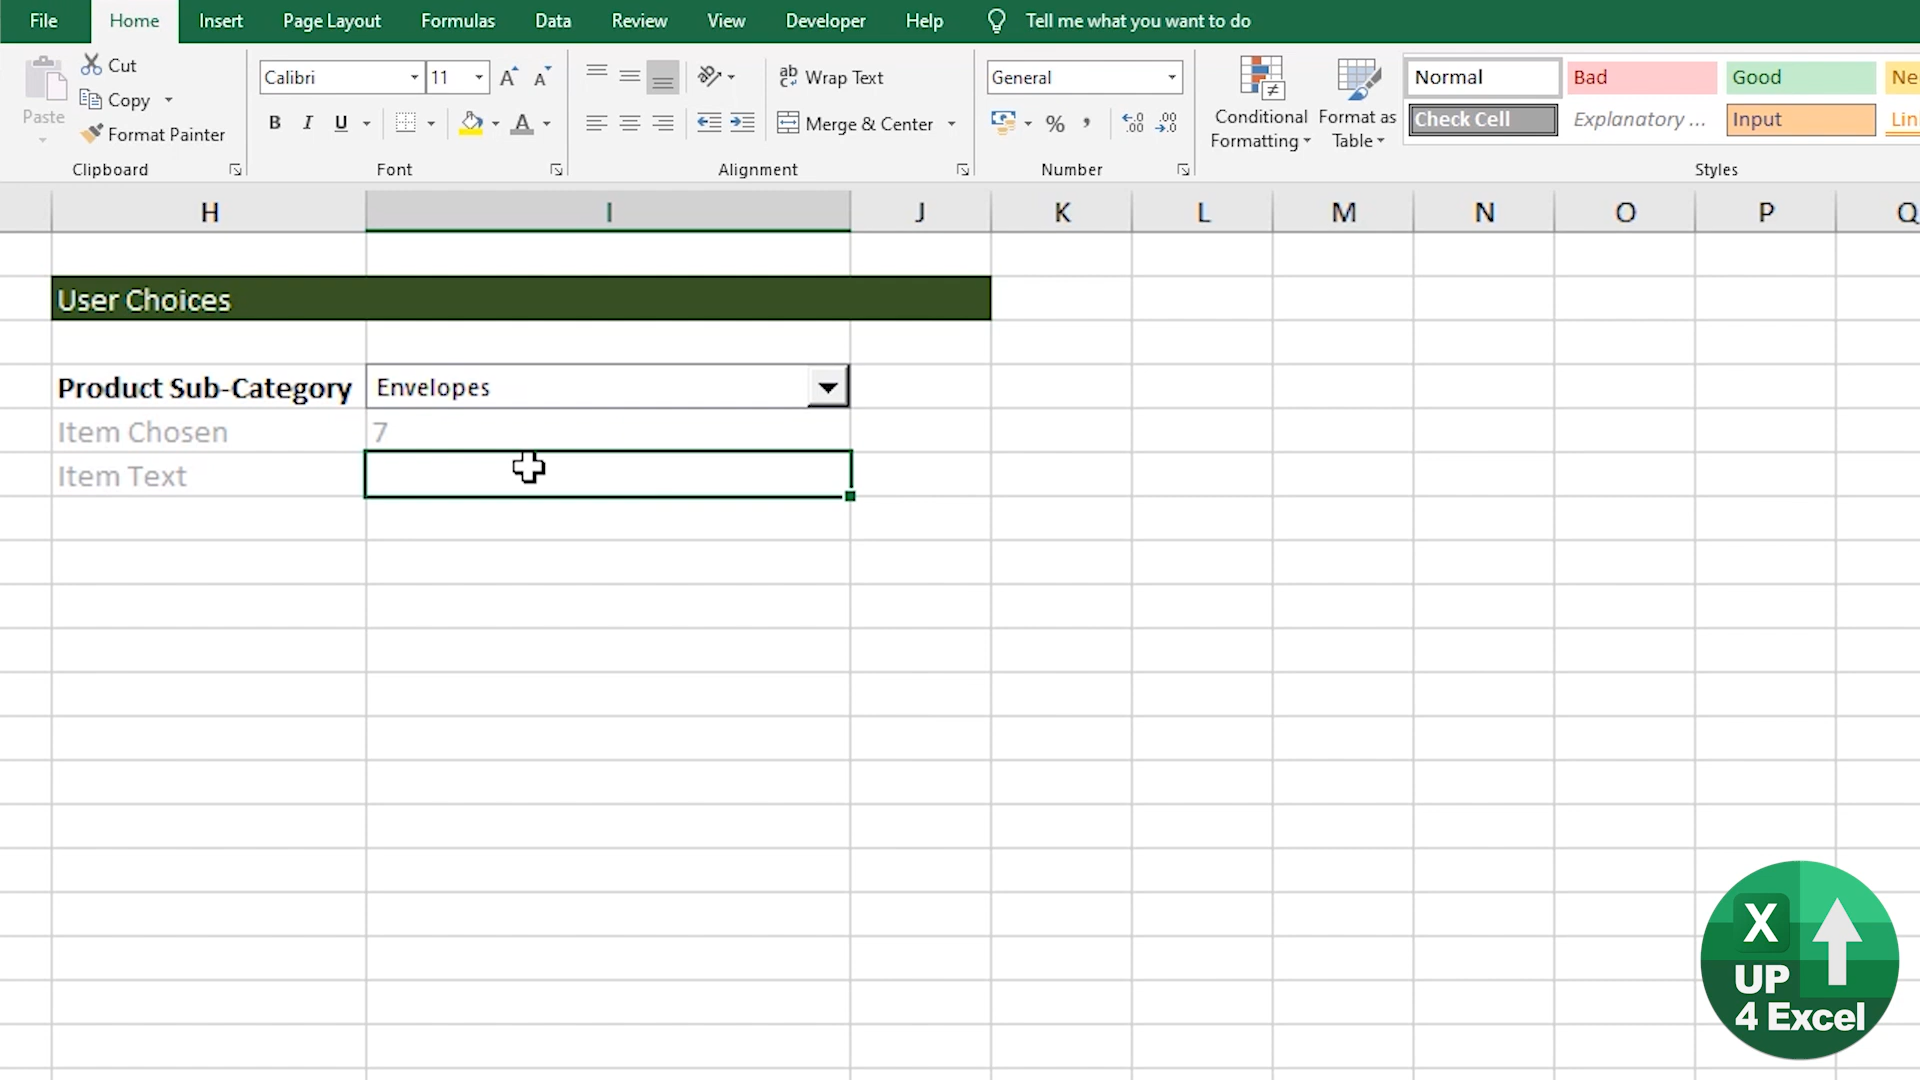 File Home Insert Page Layout Formulas Data Review View Developer Help Tell me what you want to do
Paste Cut Copy Format Painter
Clipboard
Calibri 11 A A
B I U A
Font
ab Wrap Text
Merge & Center
Alignment
General
% ,
Number
Conditional Formatting
Format as Table
Normal Bad Good Ne
Check Cell Explanatory ... Input Lin
Styles
H I J K L M N O P Q
User Choices
Product Sub-Category Envelopes
Item Chosen 7
Item Text
X
UP
4 Excel